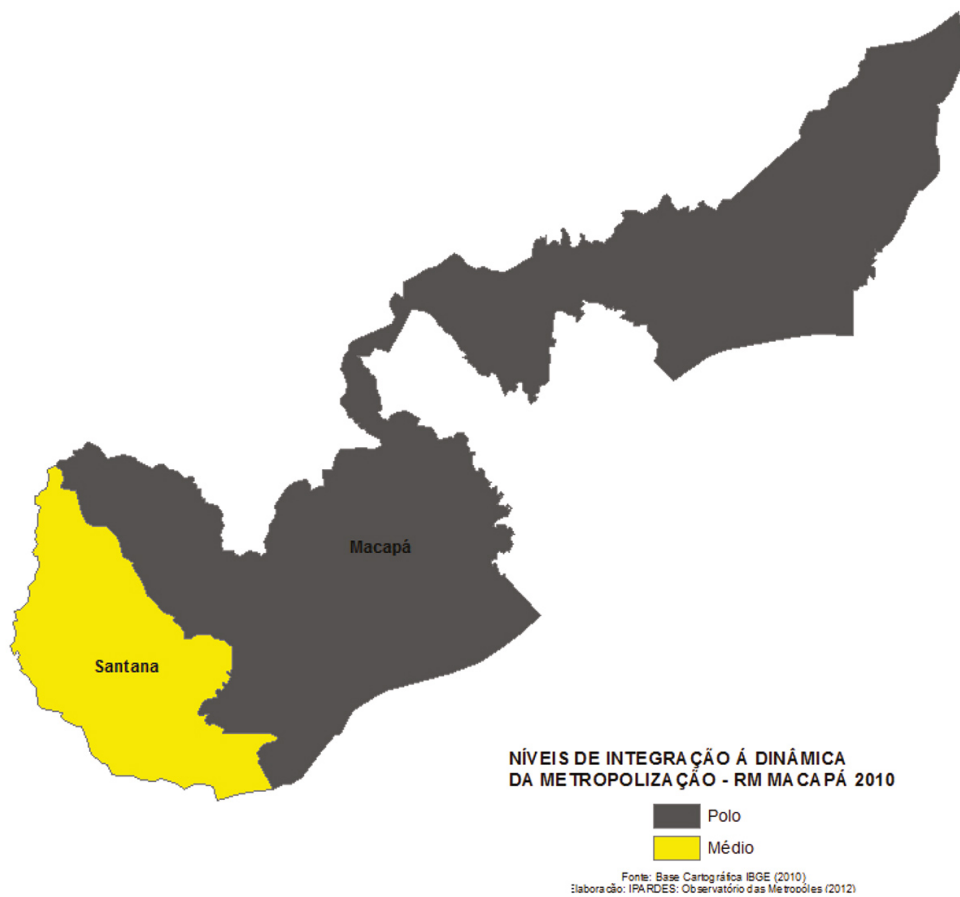 Macapá
Santana
NÍVEIS DE INTEGRAÇÃO Á DINÂMICA
DA METROPOLIZAÇÃO - RM MACAPÁ 2010
Polo
Médio
Fonte: Base Cartográfica IBGE (2010)
Elaboração: IPARDES: Observatório das Metropóles (2012)